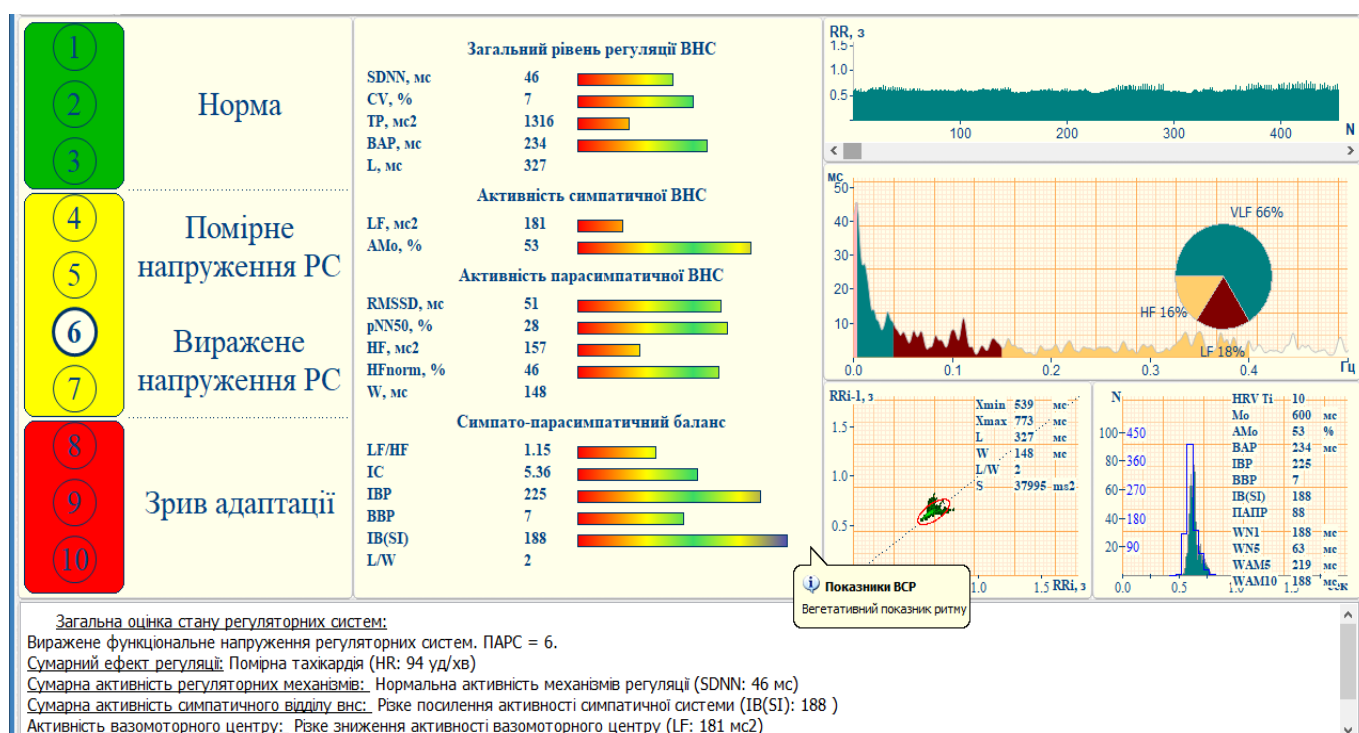 1
2
3
4
5
6
7
8
9
10
Норма
Помірне
напруження РС
Виражене
напруження РС
Зрив адаптації
Загальний рівень регуляції ВНС
SDNN, мс 46
CV, % 7
TP, мс2 1316
ВАР, мс 234
L, мс 327
Активність симпатичної ВНС
LF, мс2 181
АМо, % 53
Активність парасимпатичної ВНС
RMSSD, мс 51
pNN50, % 28
HF, мс2 157
HFnorm, % 46
W, мс 148
Симпато-парасимпатичний баланс
LF/HF 1.15
IC 5.36
ІВР 225
ВВР 7
ІВ(SI) 188
L/W 2
RR, з
1.5
1.0
0.5
100 200 300 400 N
мс
50
40
30
20
10
0.0 0.1 0.2 0.3 0.4 Гц
VLF 66%
HF 16%
LF 18%
RRi-1, з
1.5
1.0
0.5
1.0 1.5 RRi, з
Xmin 539 мс
Xmax 773 мс
L 327 мс
W 148 мс
L/W 2
S 37995 ms2
N
100 450
80 360
60 270
40 180
20 90
0.0 0.5 1.0 1.5
HRV Ti 10
Mo 600 мс
АМо 53 %
ВАР 234 мс
ІВР 225
ВВР 7
ІВ(SI) 188
ПАПР 88
WN1 188 мс
WN5 63 мс
WAM5 219 мс
WAM10 188 мс
Показники ВСР
Вегетативний показник ритму
Загальна оцінка стану регуляторних систем:
Виражене функціональне напруження регуляторних систем. ПАРС = 6.
Сумарний ефект регуляції: Помірна тахікардія (HR: 94 уд/хв)
Сумарна активність регуляторних механізмів: Нормальна активність механізмів регуляції (SDNN: 46 мс)
Сумарна активність симпатичного відділу внс: Різке посилення активності симпатичної системи (ІВ(SI): 188 )
Активність вазомоторного центру: Різке зниження активності вазомоторного центру (LF: 181 мс2)